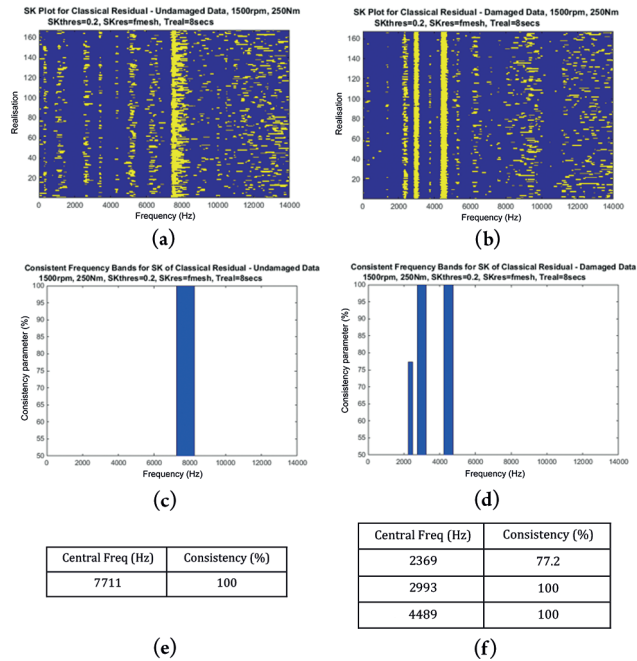 SK Plot for Classical Residual - Undamaged Data, 1500rpm, 250Nm
SKthres=0.2, SKres=fmesh, Treal=8secs
Realisation
160
140
120
100
80
60
40
20
0 2000 4000 6000 8000 10000 12000 14000
Frequency (Hz)
(a)
SK Plot for Classical Residual - Damaged Data, 1500rpm, 250Nm
SKthres=0.2, SKres=fmesh, Treal=8secs
Realisation
160
140
120
100
80
60
40
20
0 2000 4000 6000 8000 10000 12000 14000
Frequency (Hz)
(b)
Consistent Frequency Bands for SK of Classical Residual - Undamaged Data
1500rpm, 250Nm, SKthres=0.2, SKres=fmesh, Treal=8secs
Consistency parameter (%)
100
95
90
85
80
75
70
65
60
55
50
0 2000 4000 6000 8000 10000 12000 14000
Frequency (Hz)
(c)
Consistent Frequency Bands for SK of Classical Residual - Damaged Data
1500rpm, 250Nm, SKthres=0.2, SKres=fmesh, Treal=8secs
Consistency parameter (%)
100
95
90
85
80
75
70
65
60
55
50
0 2000 4000 6000 8000 10000 12000 14000
Frequency (Hz)
(d)
Central Freq (Hz) Consistency (%)
7711 100
(e)
Central Freq (Hz) Consistency (%)
2369 77.2
2993 100
4489 100
(f)